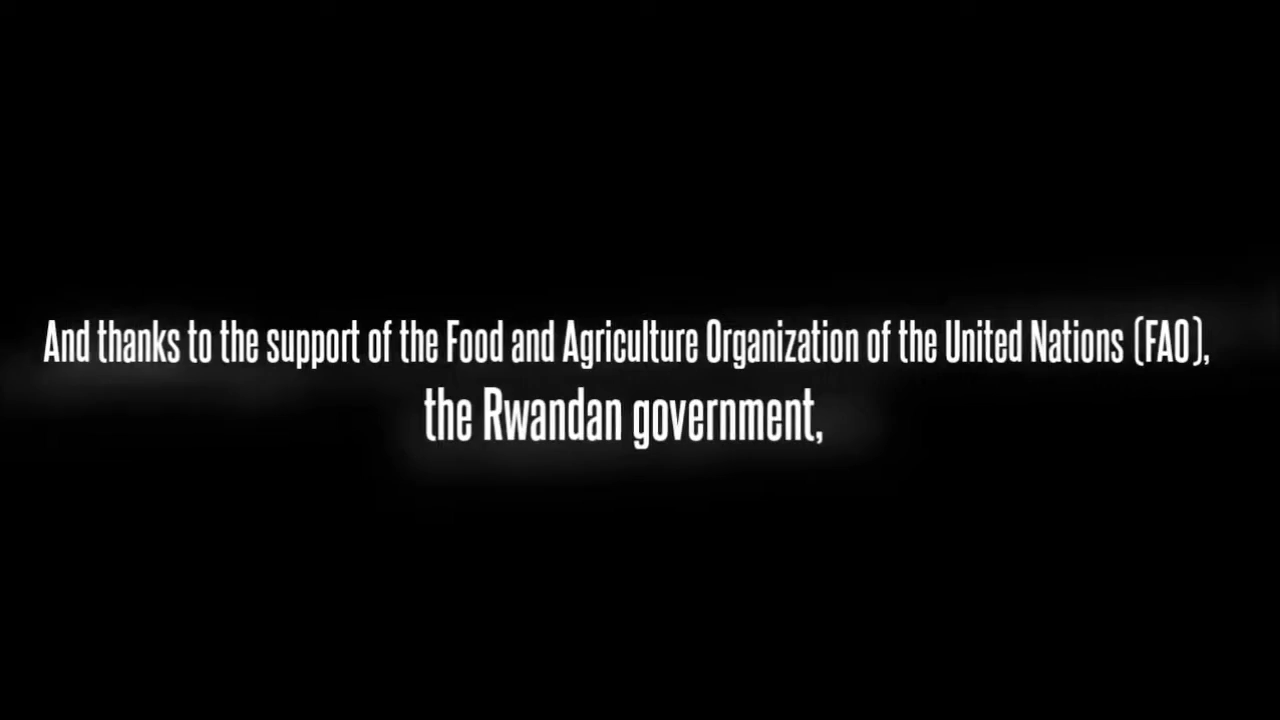 And thanks to the support of the Food and Agriculture Organization of the United Nations (FAO),
the Rwandan government,